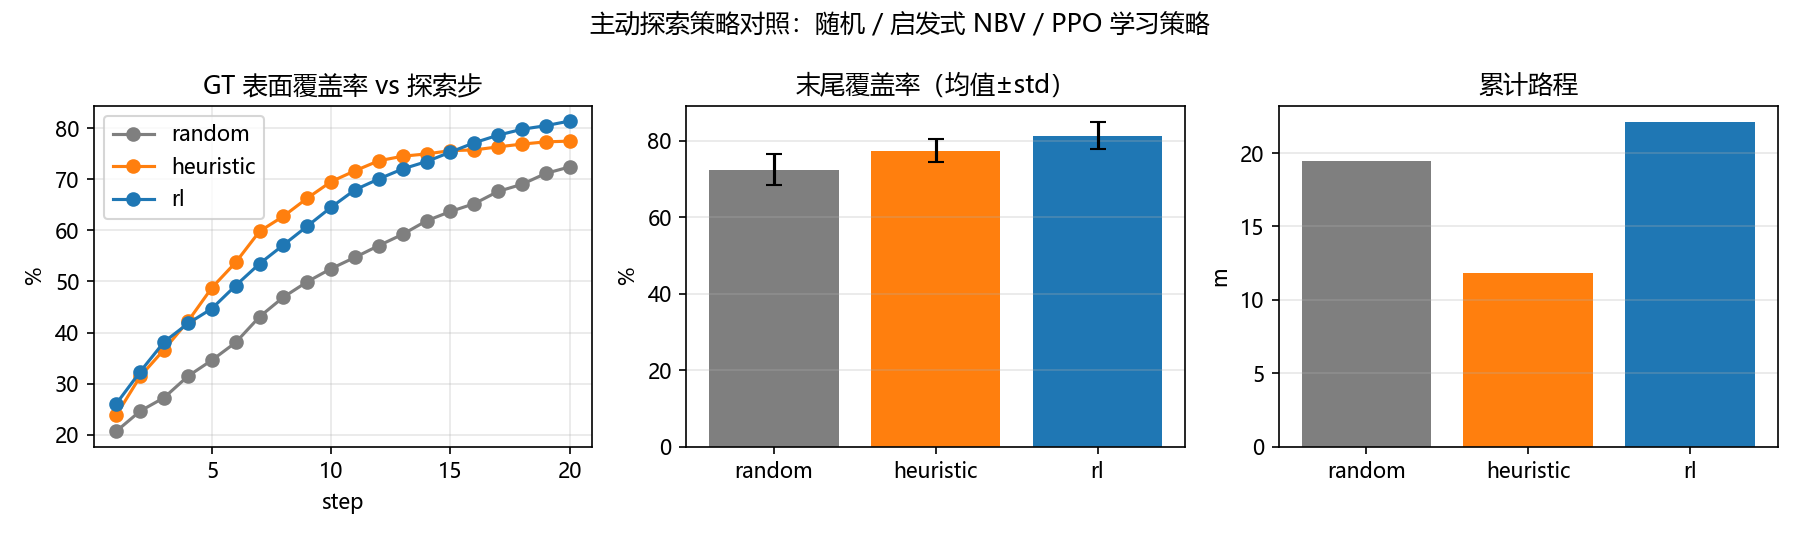 主动探索策略对照：随机 / 启发式 NBV / PPO 学习策略
GT 表面覆盖率 vs 探索步
%
80
70
60
50
40
30
20
random
heuristic
rl
5
10
15
20
step
末尾覆盖率（均值±std）
%
80
60
40
20
0
random
heuristic
rl
累计路程
m
20
15
10
5
0
random
heuristic
rl